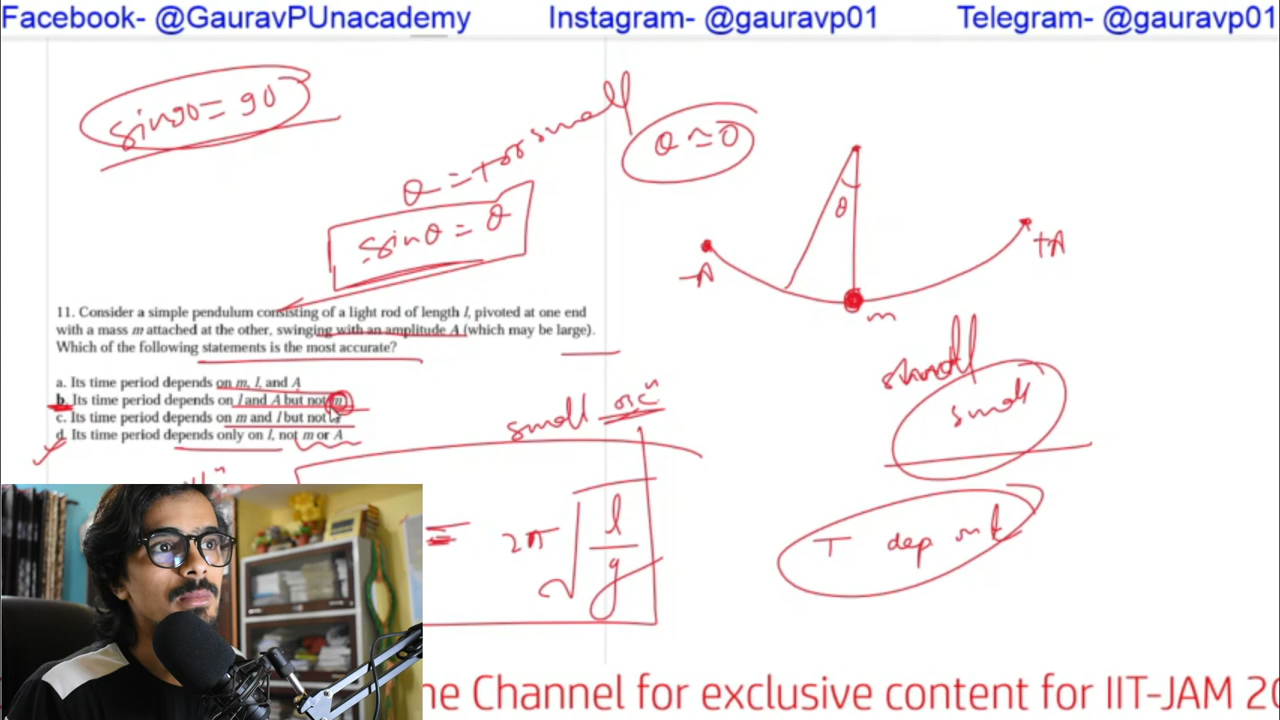 Facebook- @GauravPUnacademy Instagram- @gauravp01 Telegram- @gauravp01
sin90 = 90
θ = + or small
θ ≃ 0
sinθ = θ
θ
-A
+A
m
11. Consider a simple pendulum consisting of a light rod of length l, pivoted at one end
with a mass m attached at the other, swinging with an amplitude A (which may be large).
Which of the following statements is the most accurate?
a. Its time period depends on m, l, and A
b. Its time period depends on l and A but not m
c. Its time period depends on m and l but not
d. Its time period depends only on l, not m or A
small oscⁿ
small
small
= 2π √ l/g
T dep
ne Channel for exclusive content for IIT-JAM 20